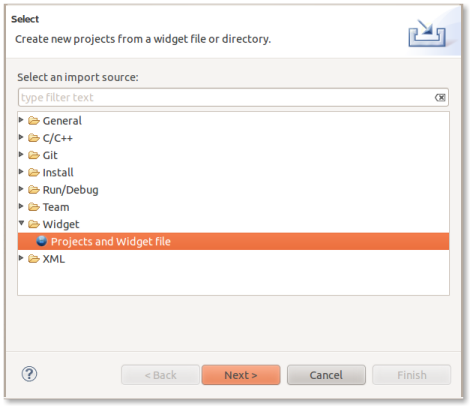 Select
Create new projects from a widget file or directory.
Select an import source:
type filter text
General
C/C++
Git
Install
Run/Debug
Team
Widget
Projects and Widget file
XML
? < Back Next > Cancel Finish